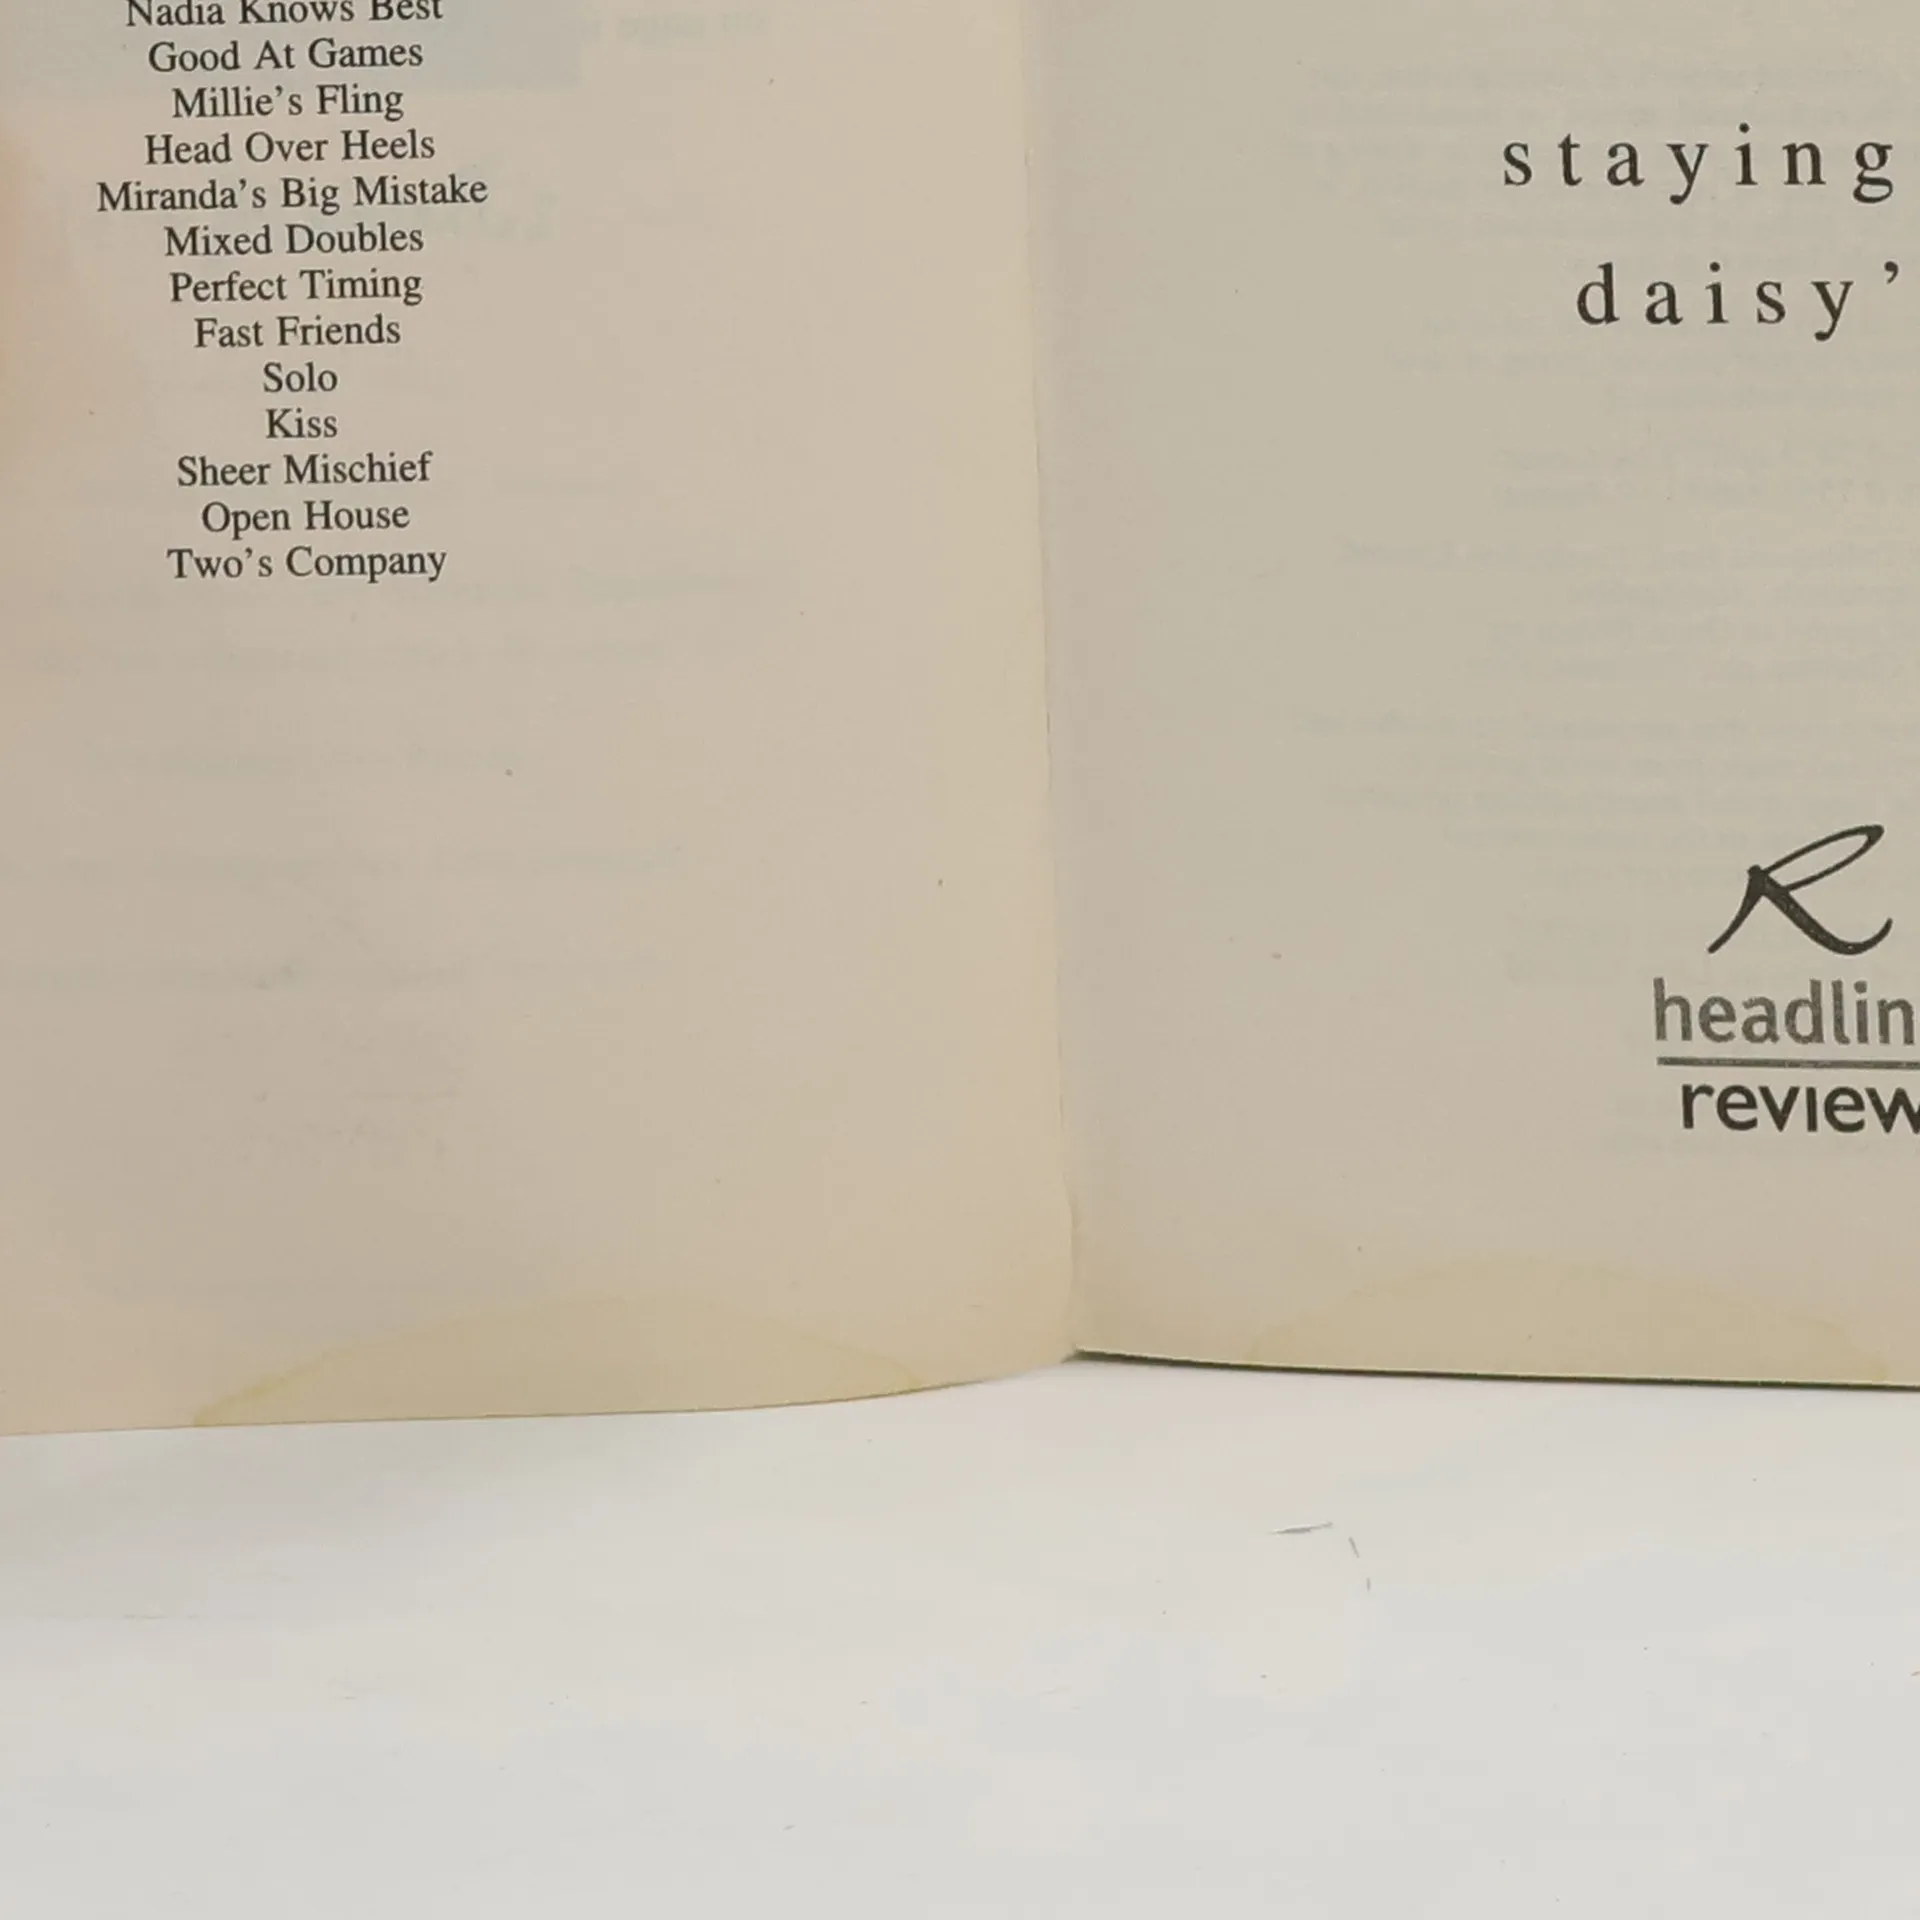 Nadia Knows Best
Good At Games
Millie's Fling
Head Over Heels
Miranda's Big Mistake
Mixed Doubles
Perfect Timing
Fast Friends
Solo
Kiss
Sheer Mischief
Open House
Two's Company
staying
daisy'
R
headlin
review